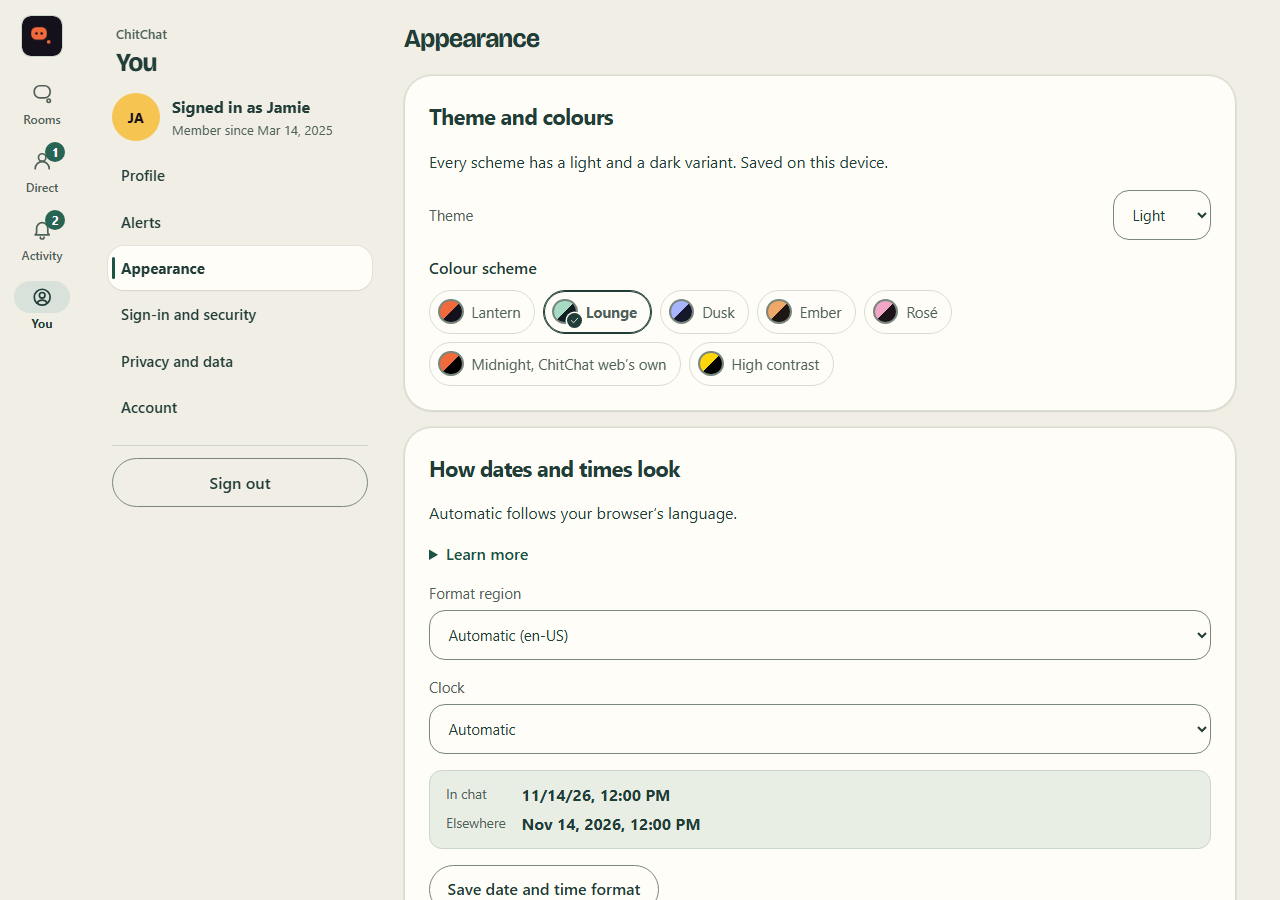 Rooms
1
Direct
2
Activity
You
ChitChat
You
JA
Signed in as Jamie
Member since Mar 14, 2025
Profile
Alerts
Appearance
Sign-in and security
Privacy and data
Account
Sign out
Appearance
Theme and colours
Every scheme has a light and a dark variant. Saved on this device.
Theme
Light
Colour scheme
Lantern
Lounge
Dusk
Ember
Rosé
Midnight, ChitChat web’s own
High contrast
How dates and times look
Automatic follows your browser’s language.
Learn more
Format region
Automatic (en-US)
Clock
Automatic
In chat 11/14/26, 12:00 PM
Elsewhere Nov 14, 2026, 12:00 PM
Save date and time format